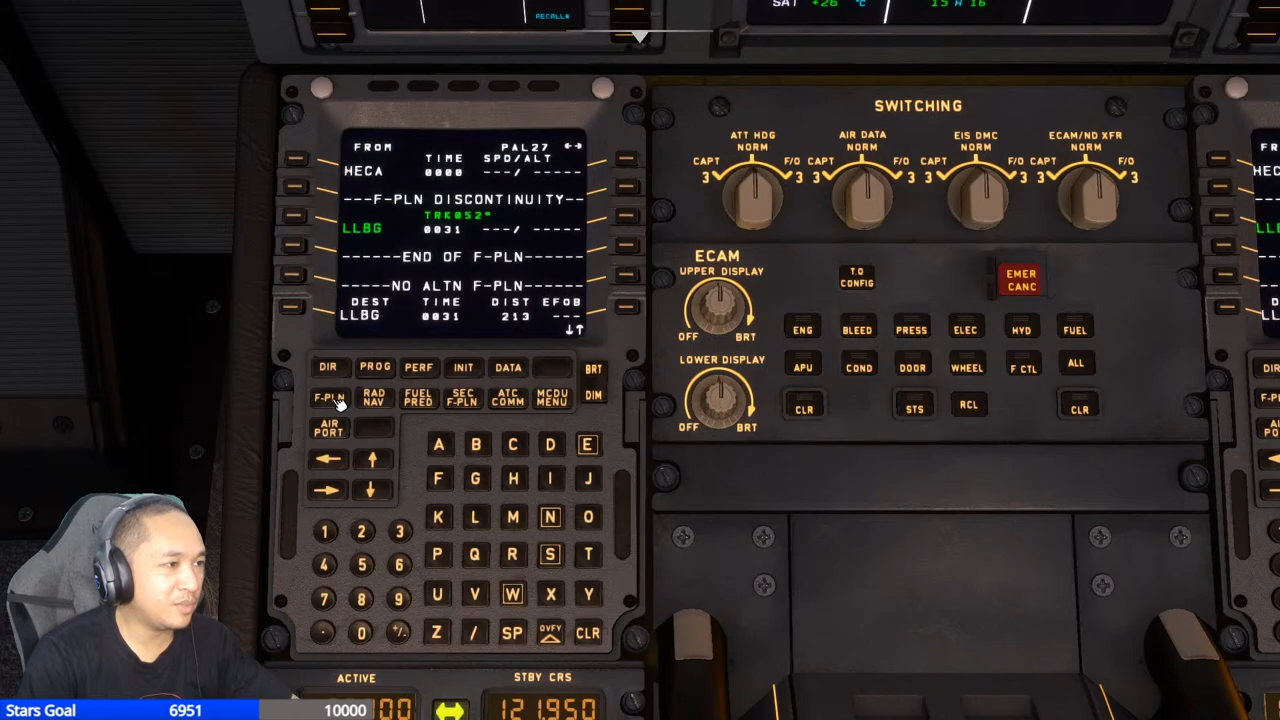 RECALL*
SAT +26 °C
15 H 16
FROM PAL27 ←→
TIME SPD/ALT
HECA 0000 ---/ -----
---F-PLN DISCONTINUITY--
TRK052°
LLBG 0031 ---/ -----
------END OF F-PLN------
-----NO ALTN F-PLN-----
DEST TIME DIST EFOB
LLBG 0031 213 ---
↓↑
DIR PROG PERF INIT DATA BRT
F-PLN RAD NAV FUEL PRED SEC F-PLN ATC COMM MCDU MENU DIM
AIR PORT
← ↑
→ ↓
A B C D E
F G H I J
K L M N O
P Q R S T
U V W X Y
Z / SP OVFY CLR
1 2 3
4 5 6
7 8 9
. 0 +/-
SWITCHING
ATT HDG NORM
AIR DATA NORM
EIS DMC NORM
ECAM/ND XFR NORM
CAPT 3 F/O 3
CAPT 3 F/O 3
CAPT 3 F/O 3
CAPT 3 F/O 3
ECAM
UPPER DISPLAY
OFF BRT
LOWER DISPLAY
OFF BRT
T.O CONFIG
EMER CANC
ENG BLEED PRESS ELEC HYD FUEL
APU COND DOOR WHEEL F CTL ALL
CLR STS RCL CLR
ACTIVE
STBY CRS
00
121.950
Stars Goal 6951 10000